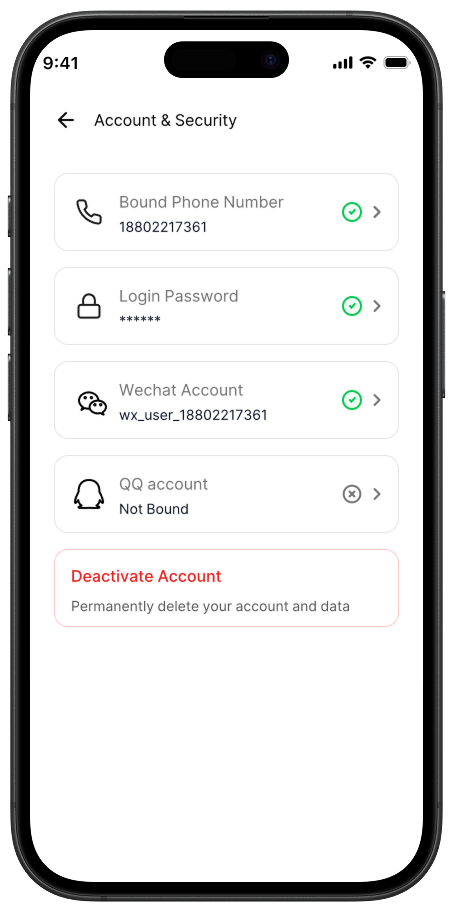 9:41
Account & Security
Bound Phone Number
18802217361
Login Password
******
Wechat Account
wx_user_18802217361
QQ account
Not Bound
Deactivate Account
Permanently delete your account and data